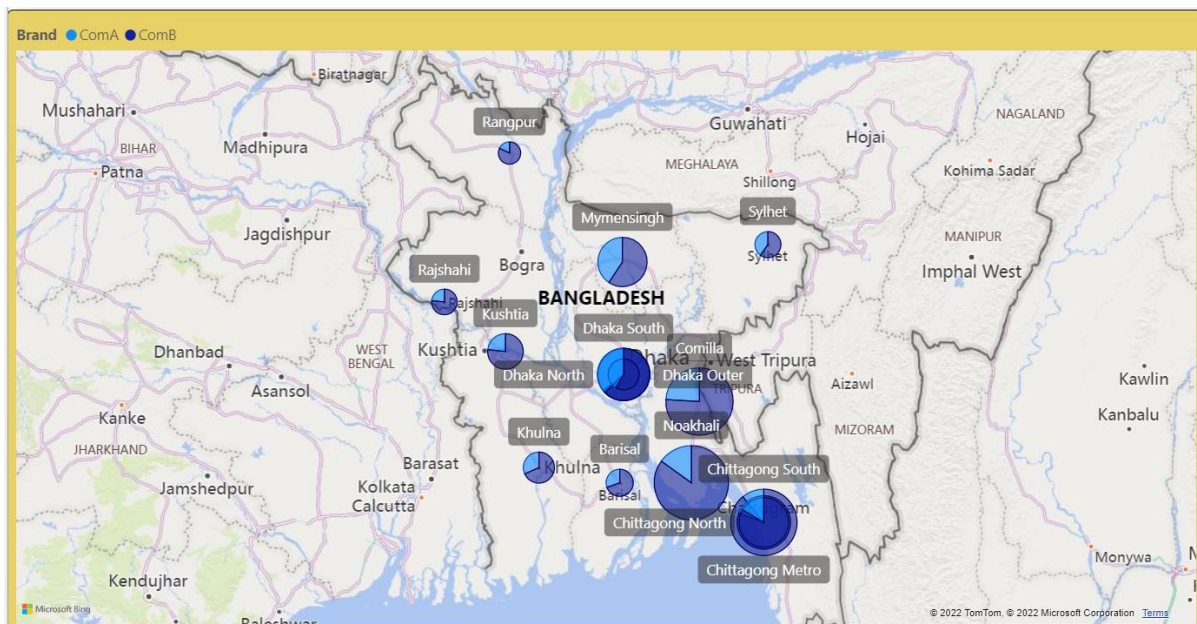 Brand ComA ComB
Biratnagar
Mushahari
Rangpur
Guwahati
Hojai
NAGALAND
BIHAR
Madhipura
MEGHALAYA
Kohima Sadar
Patna
Shillong
Mymensingh
Sylhet
Jagdishpur
MANIPUR
Sylhet
Bogra
Rajshahi
Imphal West
Rajshahi
BANGLADESH
Kushtia
Dhaka South
Kushtia
Comilla
Dhanbad
WEST
BENGAL
West Tripura
Dhaka North
Dhaka Outer
Asansol
TRIPURA
Aizawl
Kawlin
Kanke
Noakhali
Kanbalu
Khulna
MIZORAM
JHARKHAND
Barisal
Khulna
Barasat
Chittagong South
Jamshedpur
Kolkata
Calcutta
Barisal
Chittagong North
Monywa
Chittagong Metro
Kendujhar
Microsoft Bing
© 2022 TomTom, © 2022 Microsoft Corporation Terms